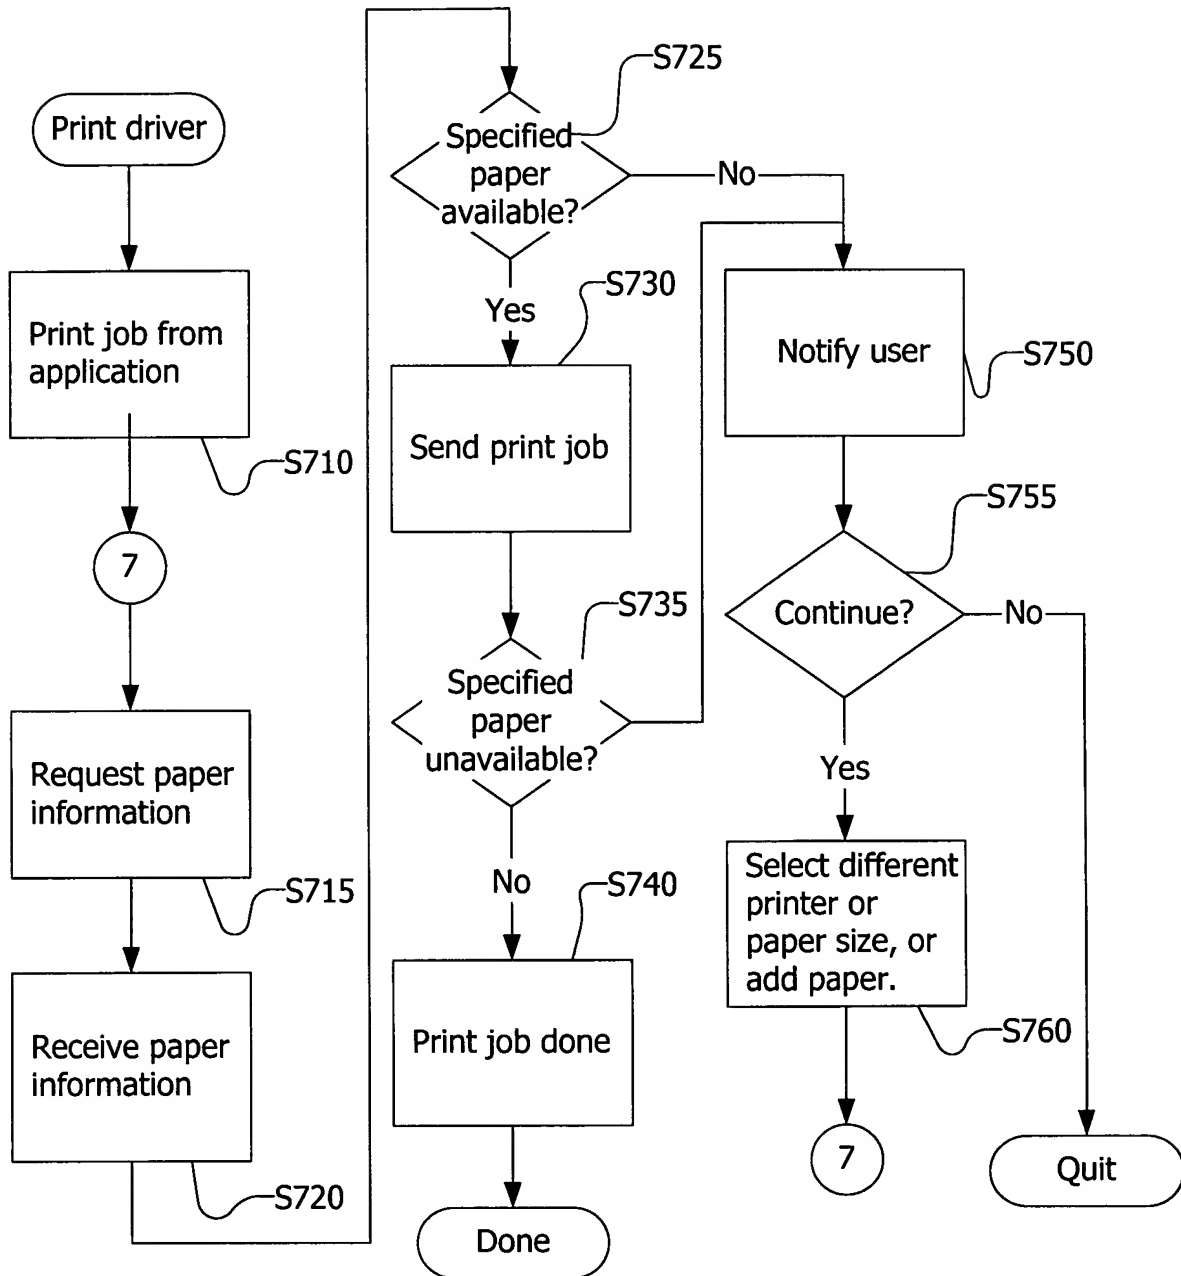 Print driver
Print job from
application
S710
7
Request paper
information
S715
Receive paper
information
S720
S725
Specified
paper
available?
No
Yes
S730
Send print job
S735
Specified
paper
unavailable?
No
S740
Print job done
Done
Notify user
S750
S755
Continue?
No
Yes
Select different
printer or
paper size, or
add paper.
S760
7
Quit